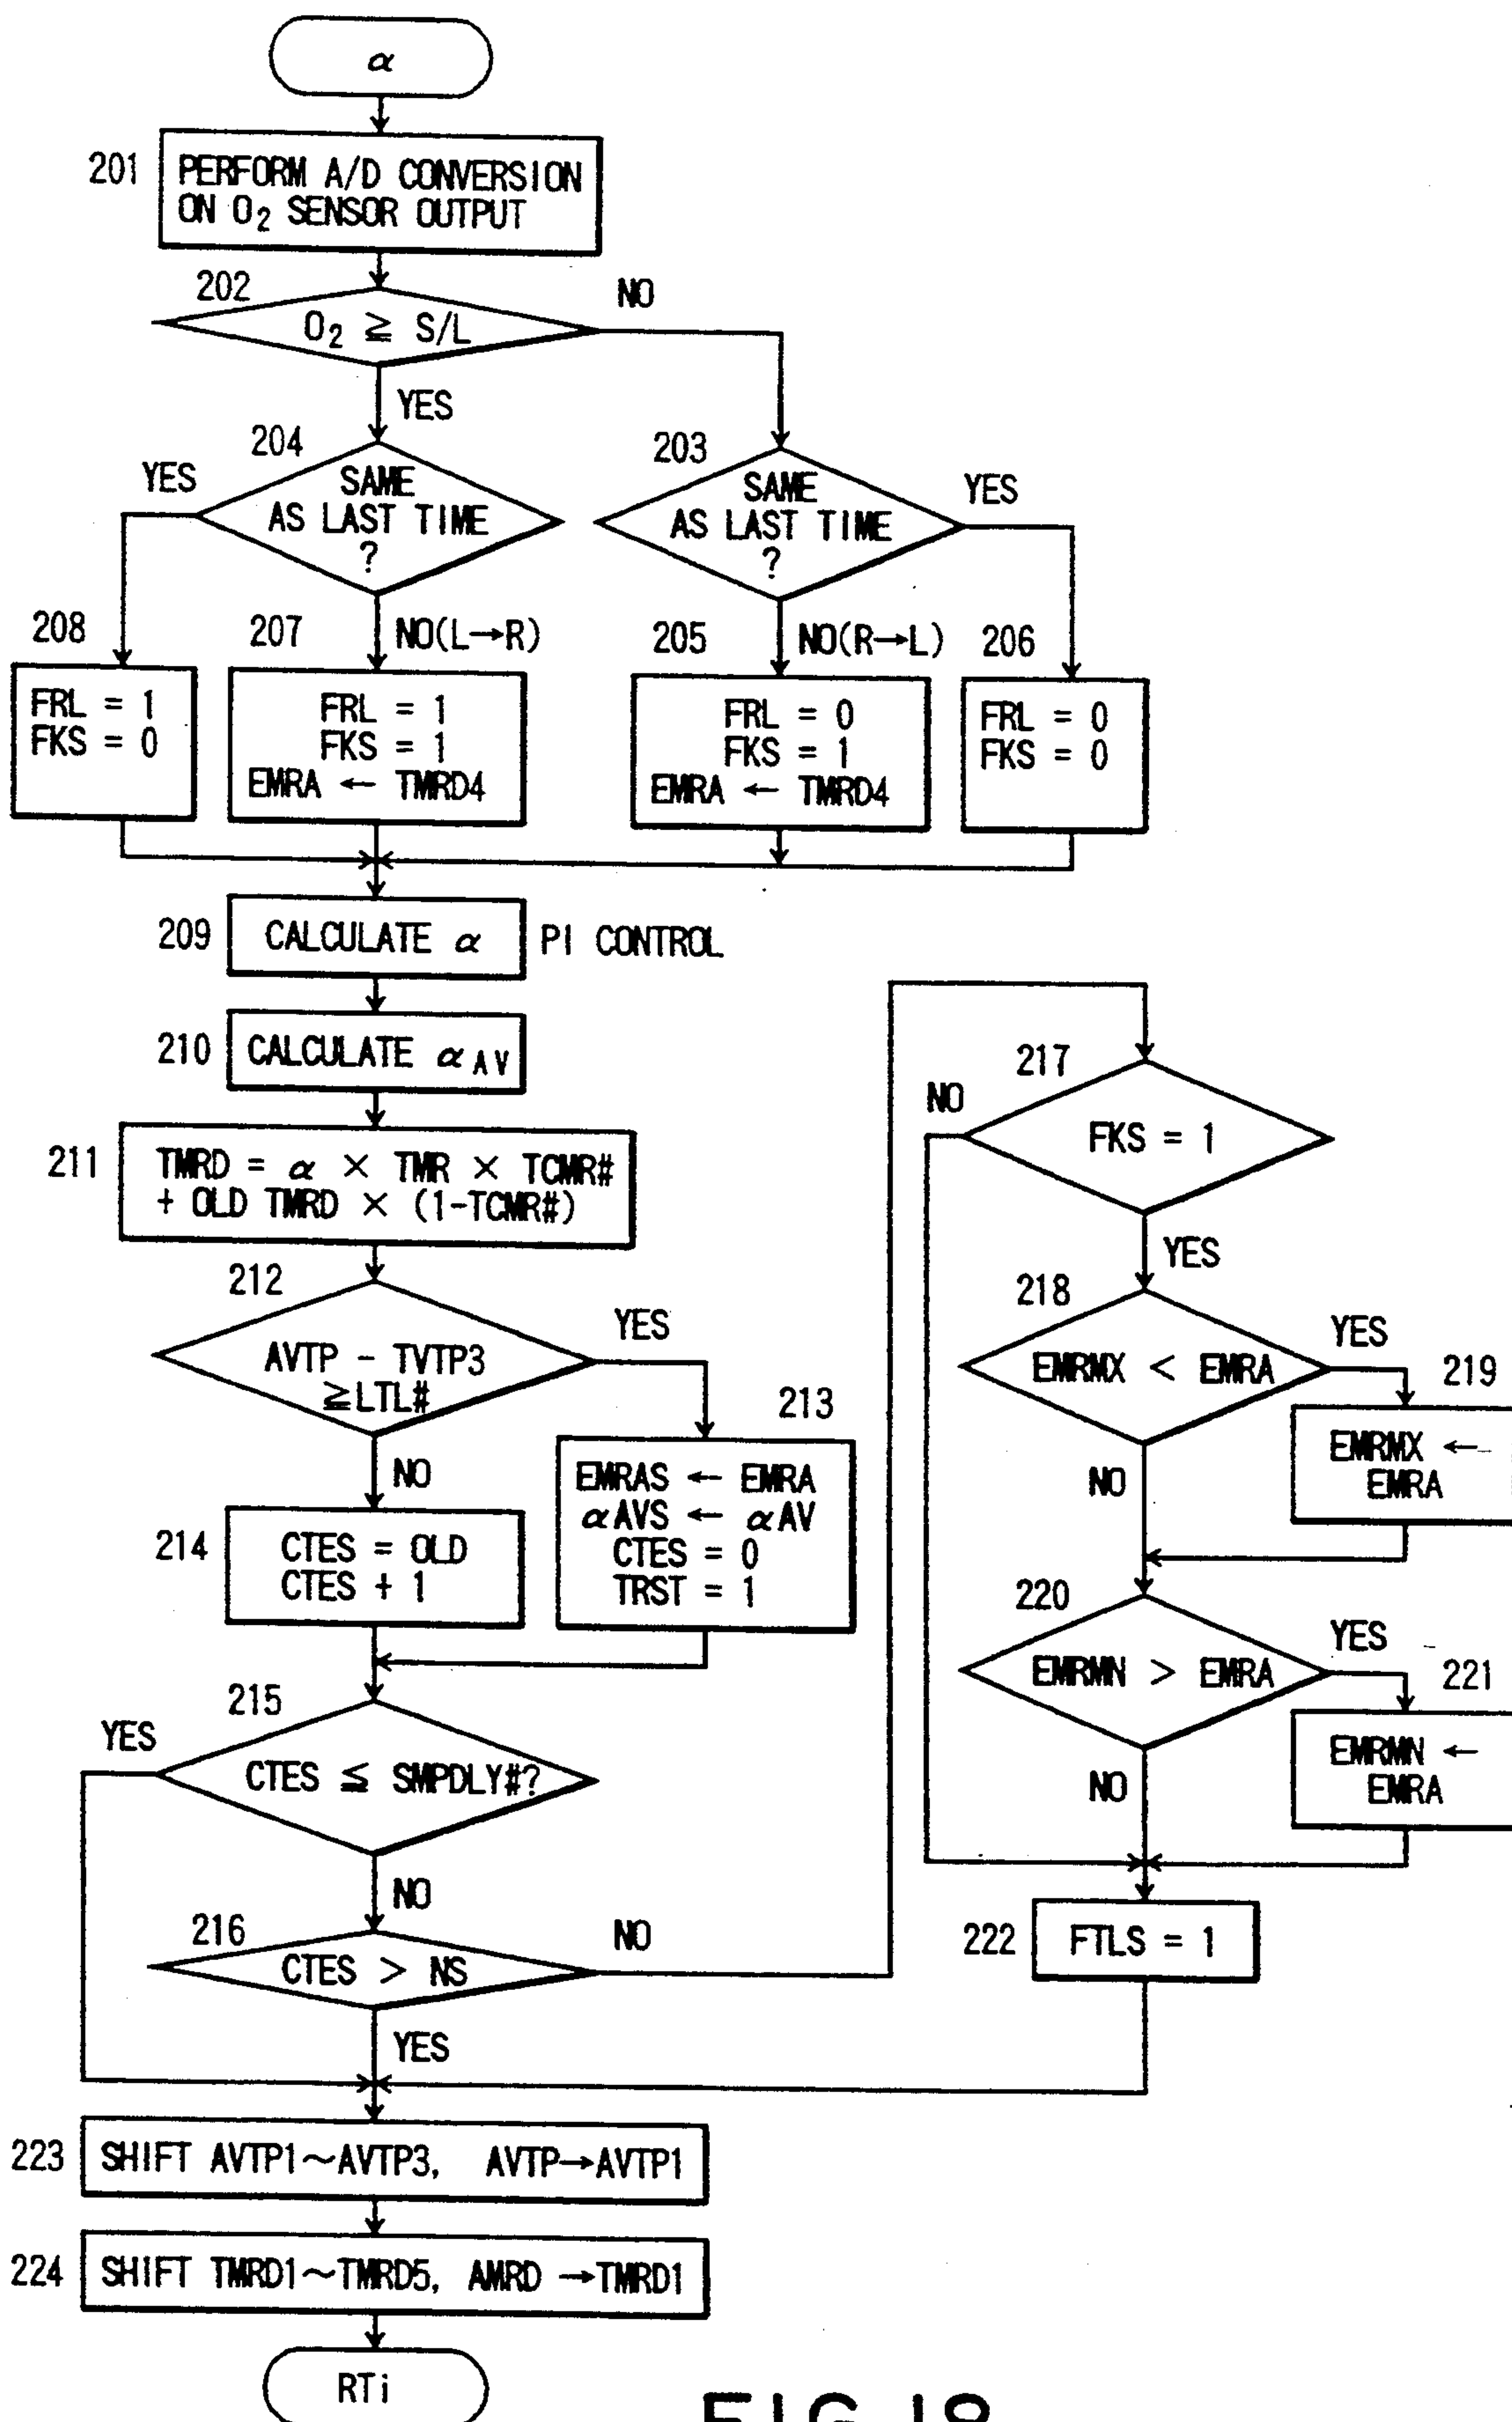 α
201
PERFORM A/D CONVERSION
ON O2 SENSOR OUTPUT
202
O2 ≧ S/L
NO
YES
204
SAME
AS LAST TIME
?
YES
203
SAME
AS LAST TIME
?
YES
208
FRL = 1
FKS = 0
207
NO(L→R)
FRL = 1
FKS = 1
EMRA ← TMRD4
205
NO(R→L)
FRL = 0
FKS = 1
EMRA ← TMRD4
206
FRL = 0
FKS = 0
209
CALCULATE α
PI CONTROL
210
CALCULATE αAV
211
TMRD = α × TMR × TCMR#
+ OLD TMRD × (1-TCMR#)
212
AVTP - TVTP3
≧LTL#
YES
NO
213
EMRAS ← EMRA
αAVS ← αAV
CTES = 0
TRST = 1
214
CTES = OLD
CTES + 1
215
CTES ≦ SMPDLY#?
YES
NO
216
CTES > NS
NO
YES
217
FKS = 1
NO
YES
218
EMRMX < EMRA
YES
NO
219
EMRMX ←
EMRA
220
EMRMN > EMRA
YES
NO
221
EMRMN ←
EMRA
222
FTLS = 1
223
SHIFT AVTP1~AVTP3, AVTP→AVTP1
224
SHIFT TMRD1~TMRD5, AMRD →TMRD1
RTi